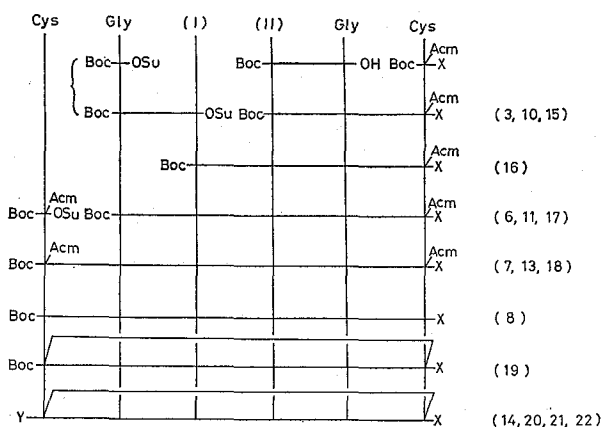 Cys Gly (I) (II) Gly Cys
Boc OSu Boc OH Boc Acm X
Boc OSu Boc Acm X (3, 10, 15)
Boc Acm X (16)
Boc Acm OSu Boc Acm X (6, 11, 17)
Boc Acm Acm X (7, 13, 18)
Boc X (8)
Boc X (19)
Y X (14, 20, 21, 22)